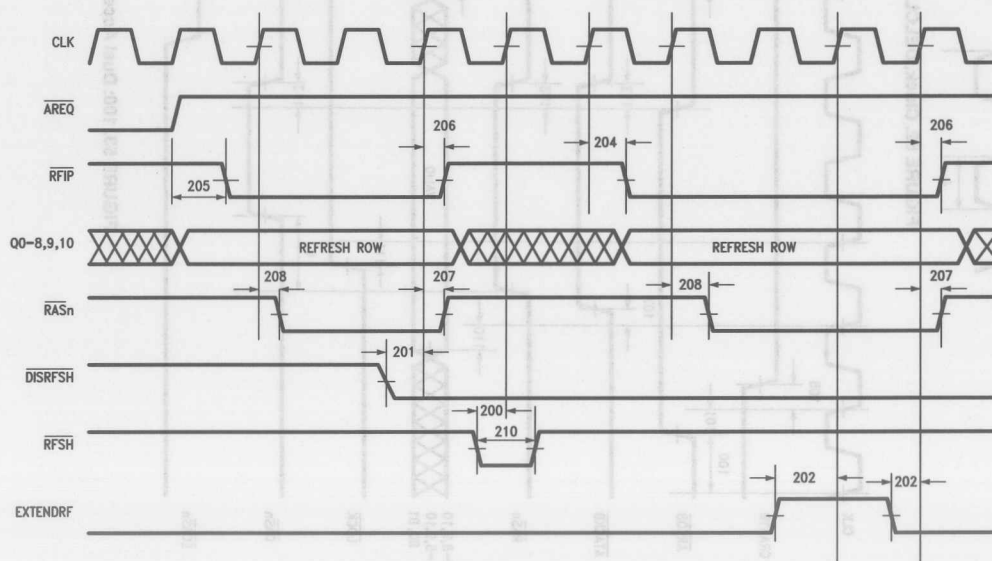 CLK
AREQ
206
204
206
RFIP
205
Q0-8,9,10
REFRESH ROW
REFRESH ROW
208
207
208
207
RASn
201
DISRFSH
200
RFSH
210
202
202
EXTENDRF